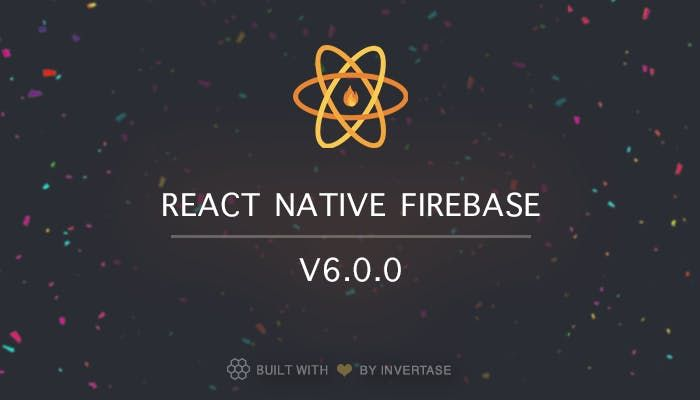 REACT NATIVE FIREBASE
V6.0.0
BUILT WITH BY INVERTASE